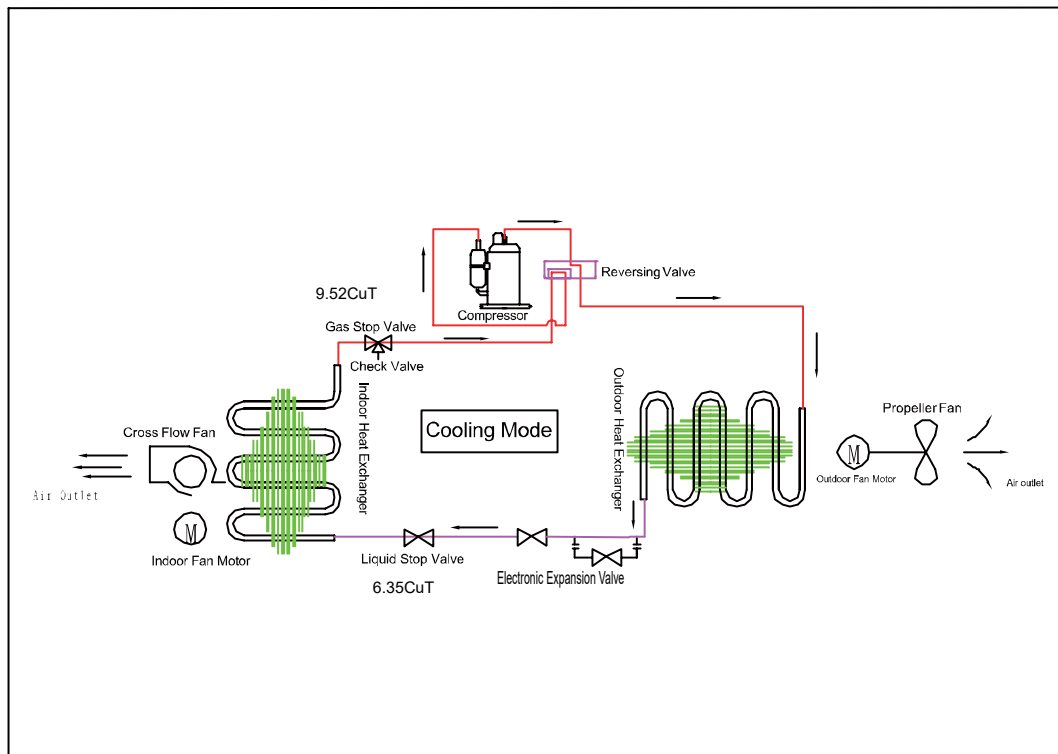 Reversing Valve
9.52CuT
Compressor
Gas Stop Valve
Check Valve
Indoor Heat Exchanger
Outdoor Heat Exchanger
Cooling Mode
Propeller Fan
Cross Flow Fan
M
Outdoor Fan Motor
Air outlet
Air Outlet
M
Indoor Fan Motor
Liquid Stop Valve
Electronic Expansion Valve
6.35CuT